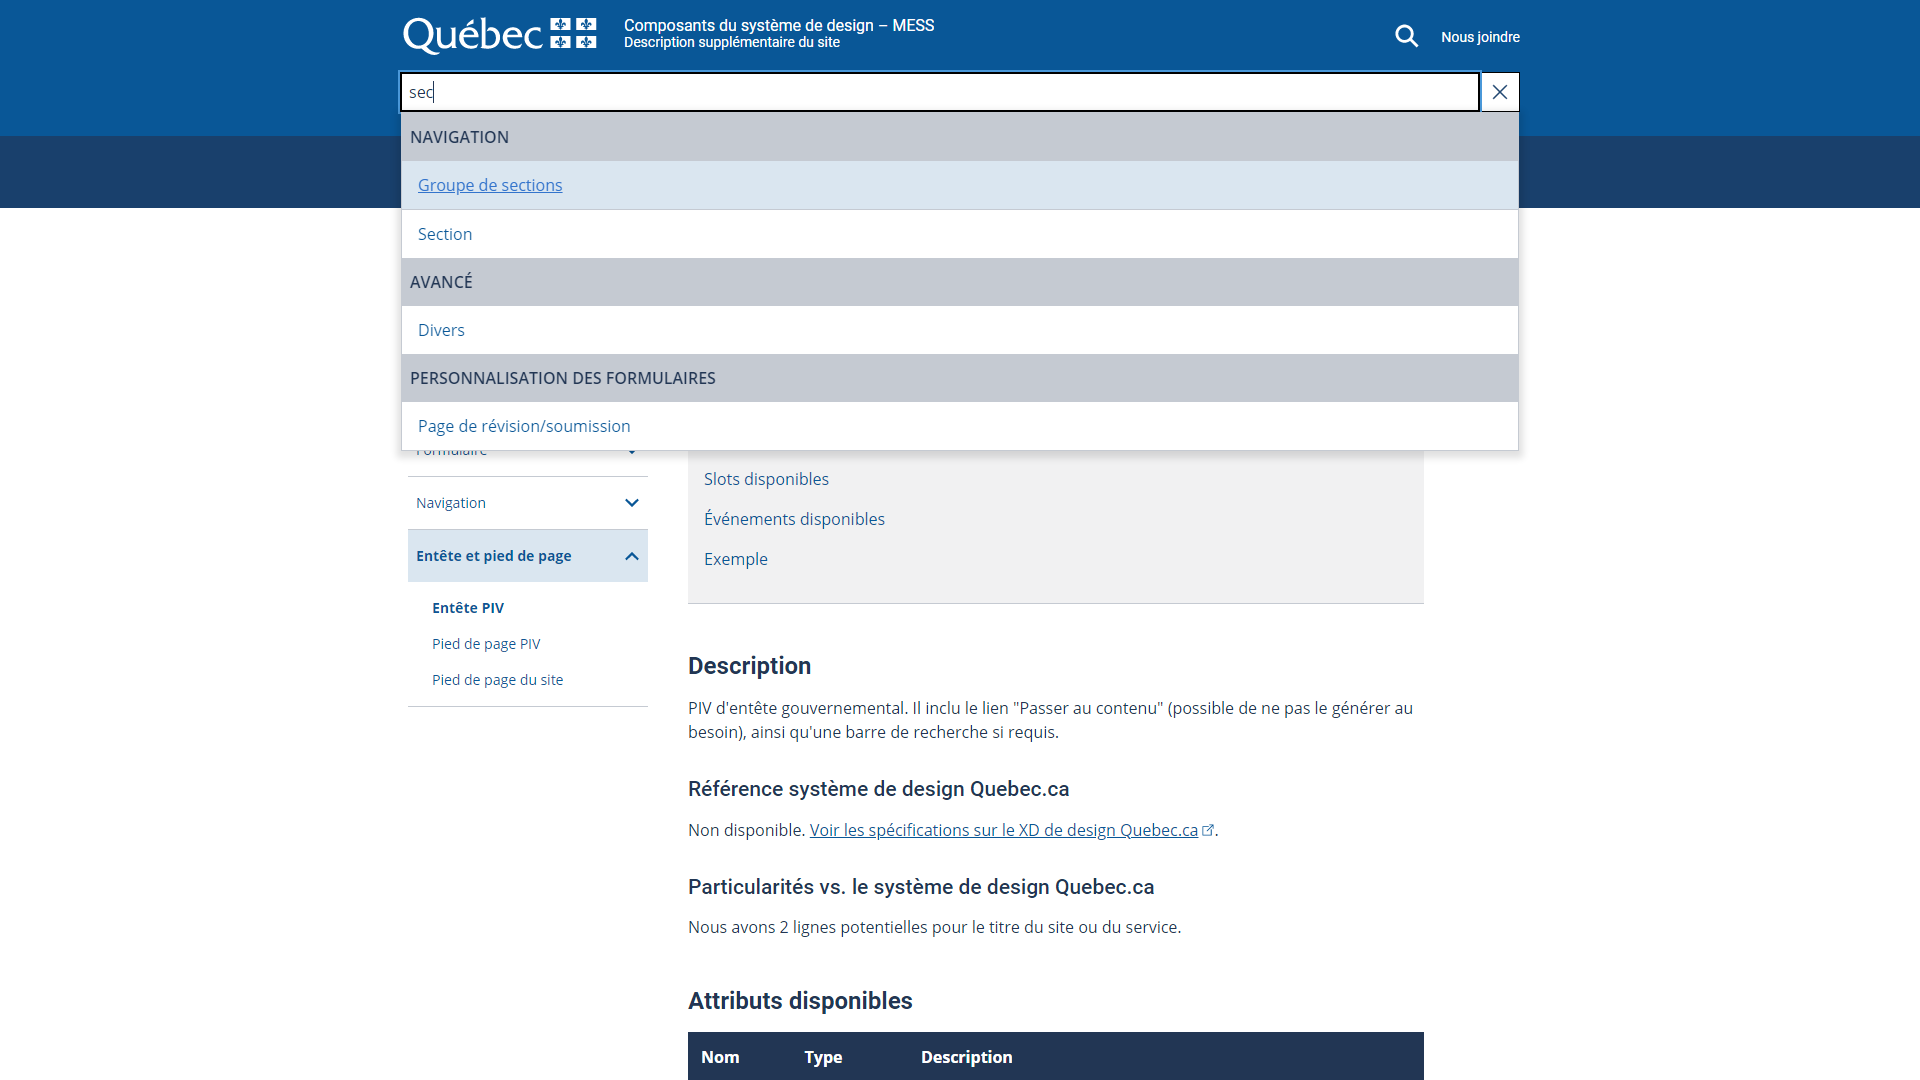 Québec
Composants du système de design – MESS
Description supplémentaire du site
Nous joindre
sec
NAVIGATION
Groupe de sections
Section
AVANCÉ
Divers
PERSONNALISATION DES FORMULAIRES
Page de révision/soumission
Formulaire
Navigation
Entête et pied de page
Entête PIV
Pied de page PIV
Pied de page du site
Slots disponibles
Événements disponibles
Exemple
Description
PIV d'entête gouvernemental. Il inclu le lien "Passer au contenu" (possible de ne pas le générer au
besoin), ainsi qu'une barre de recherche si requis.
Référence système de design Quebec.ca
Non disponible. Voir les spécifications sur le XD de design Quebec.ca.
Particularités vs. le système de design Quebec.ca
Nous avons 2 lignes potentielles pour le titre du site ou du service.
Attributs disponibles
Nom Type Description